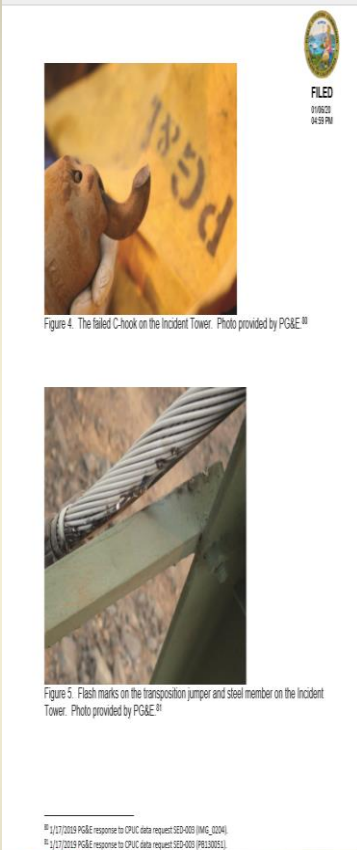 FILED
01/06/20
04:59 PM
PG&E
Figure 4. The failed C-hook on the Incident Tower. Photo provided by PG&E.80
Figure 5. Flash marks on the transposition jumper and steel member on the Incident
Tower. Photo provided by PG&E.81
80 1/17/2019 PG&E response to CPUC data request SED-003 (IMG_0204).
81 1/17/2019 PG&E response to CPUC data request SED-003 (PB130051).